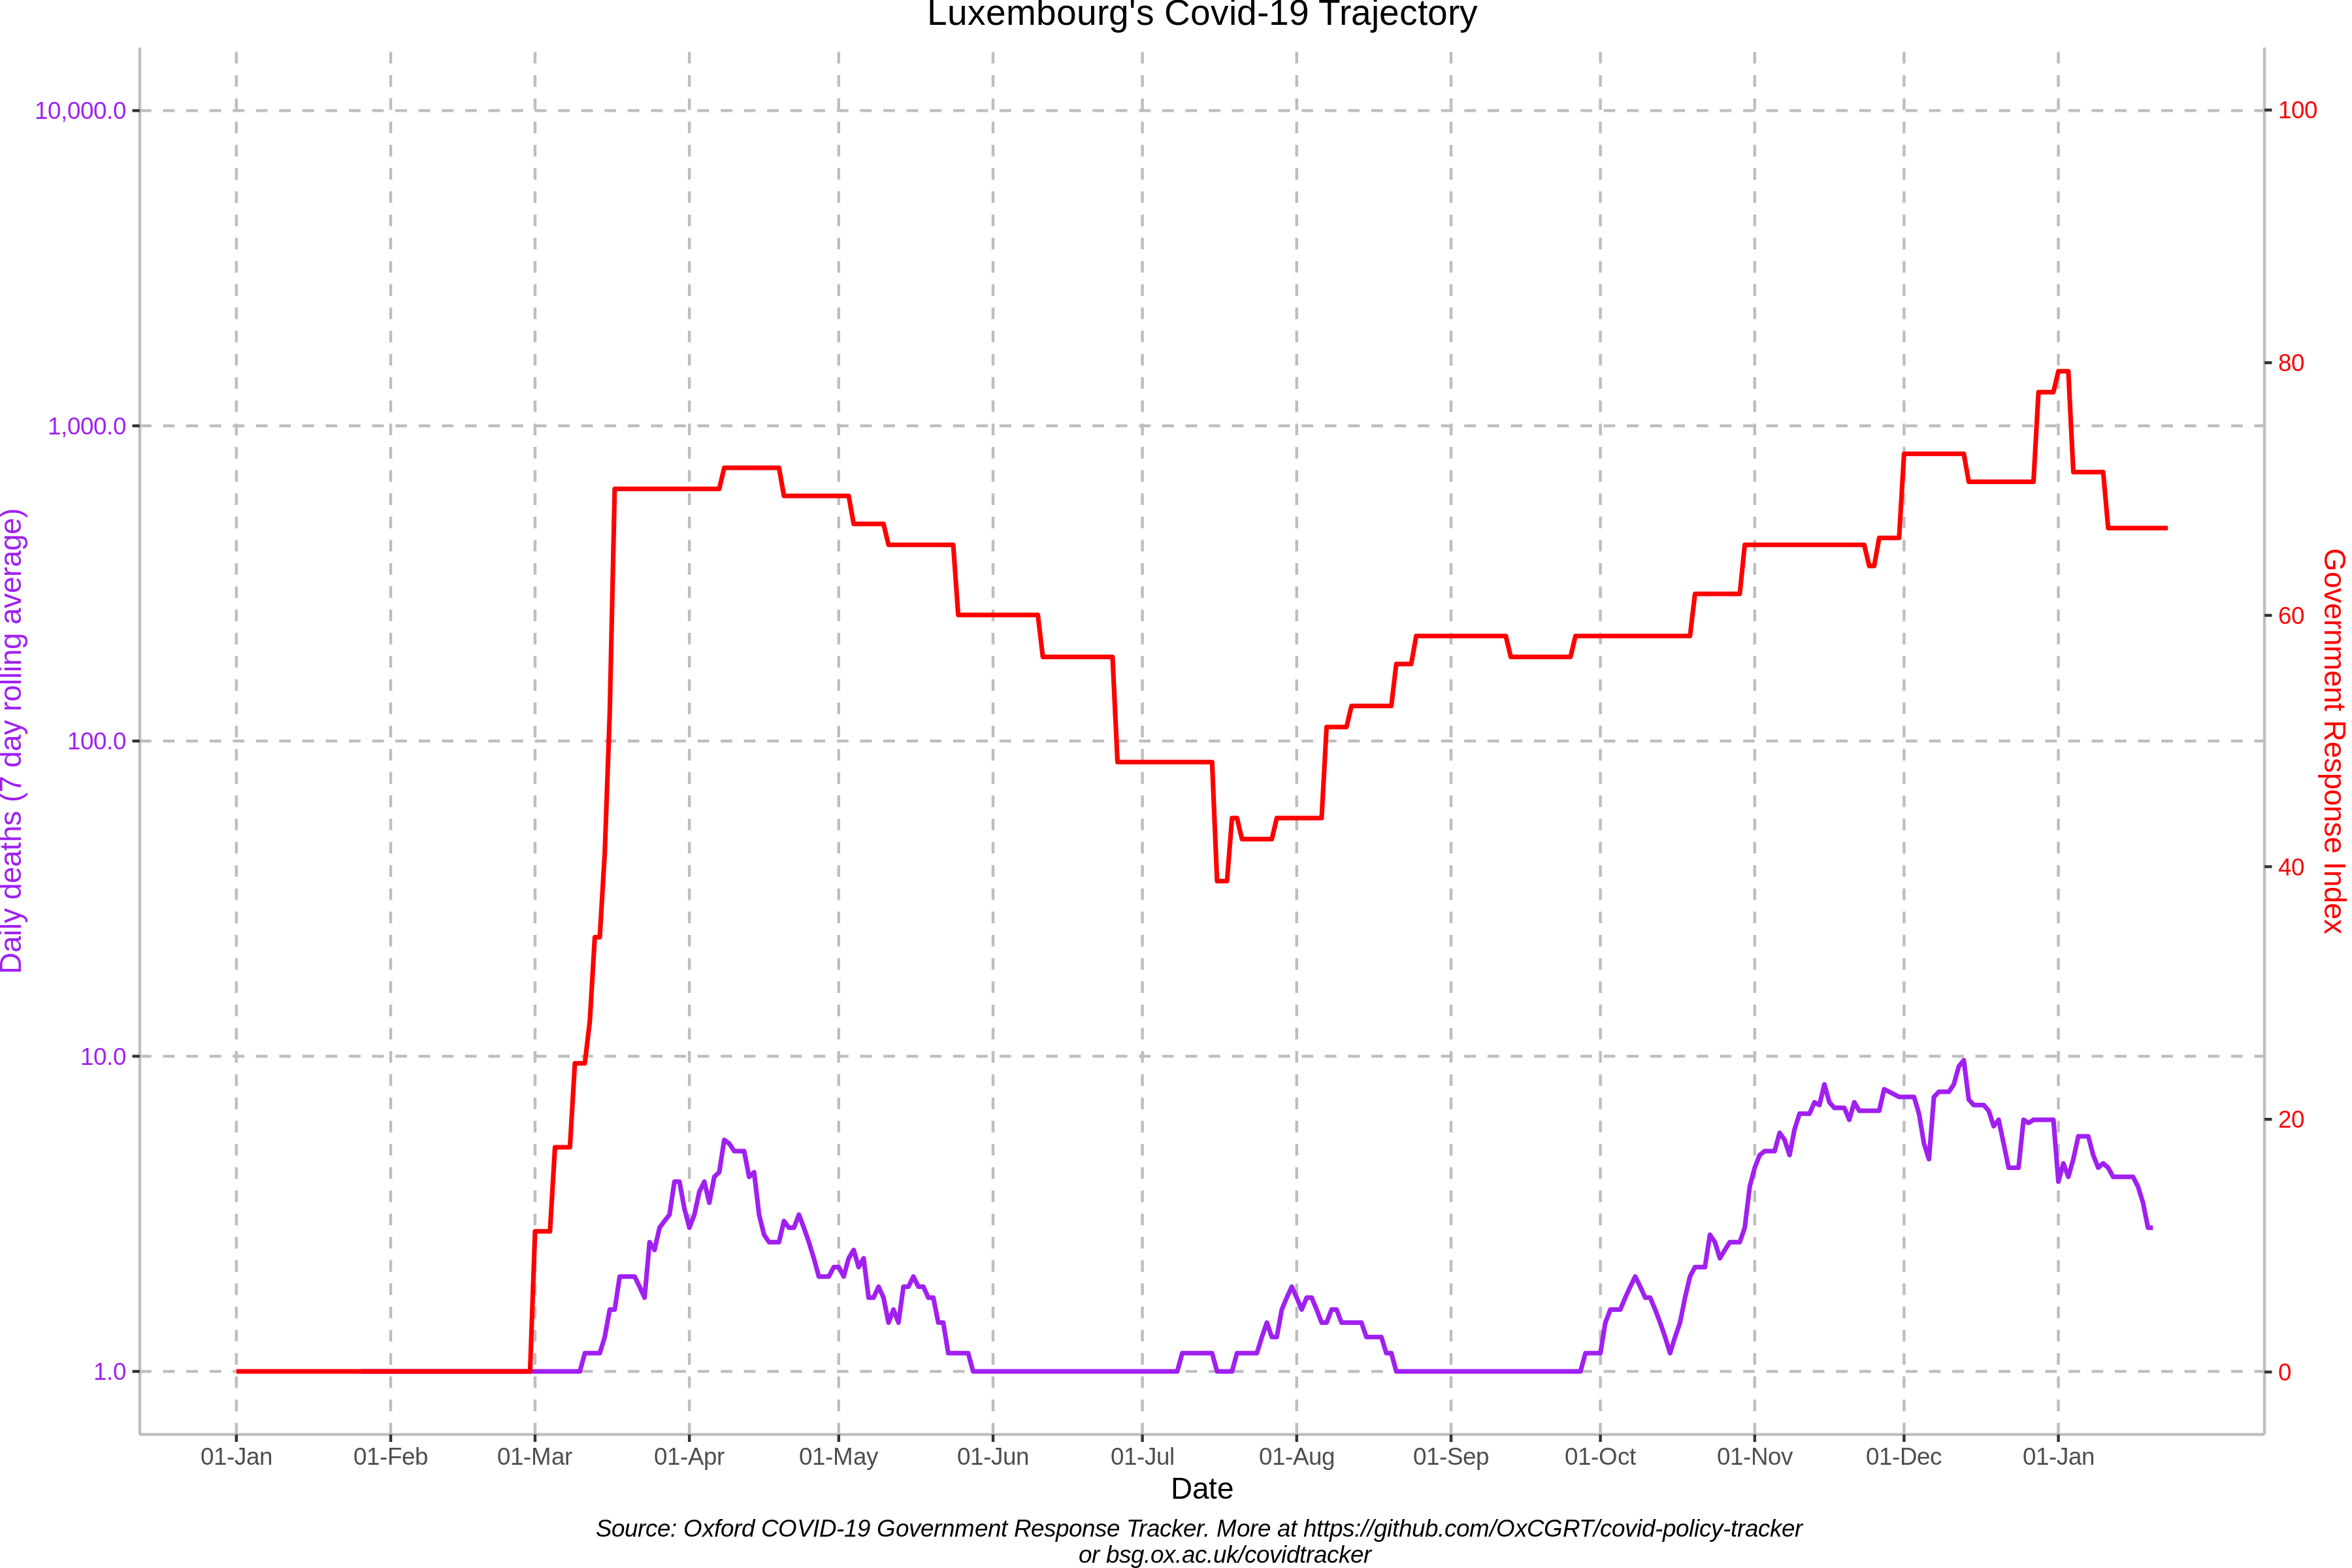 Luxembourg's Covid-19 Trajectory
10,000.0
1,000.0
100.0
10.0
1.0
Daily deaths (7 day rolling average)
100
80
60
40
20
0
Government Response Index
01-Jan 01-Feb 01-Mar 01-Apr 01-May 01-Jun 01-Jul 01-Aug 01-Sep 01-Oct 01-Nov 01-Dec 01-Jan
Date
Source: Oxford COVID-19 Government Response Tracker. More at https://github.com/OxCGRT/covid-policy-tracker
or bsg.ox.ac.uk/covidtracker